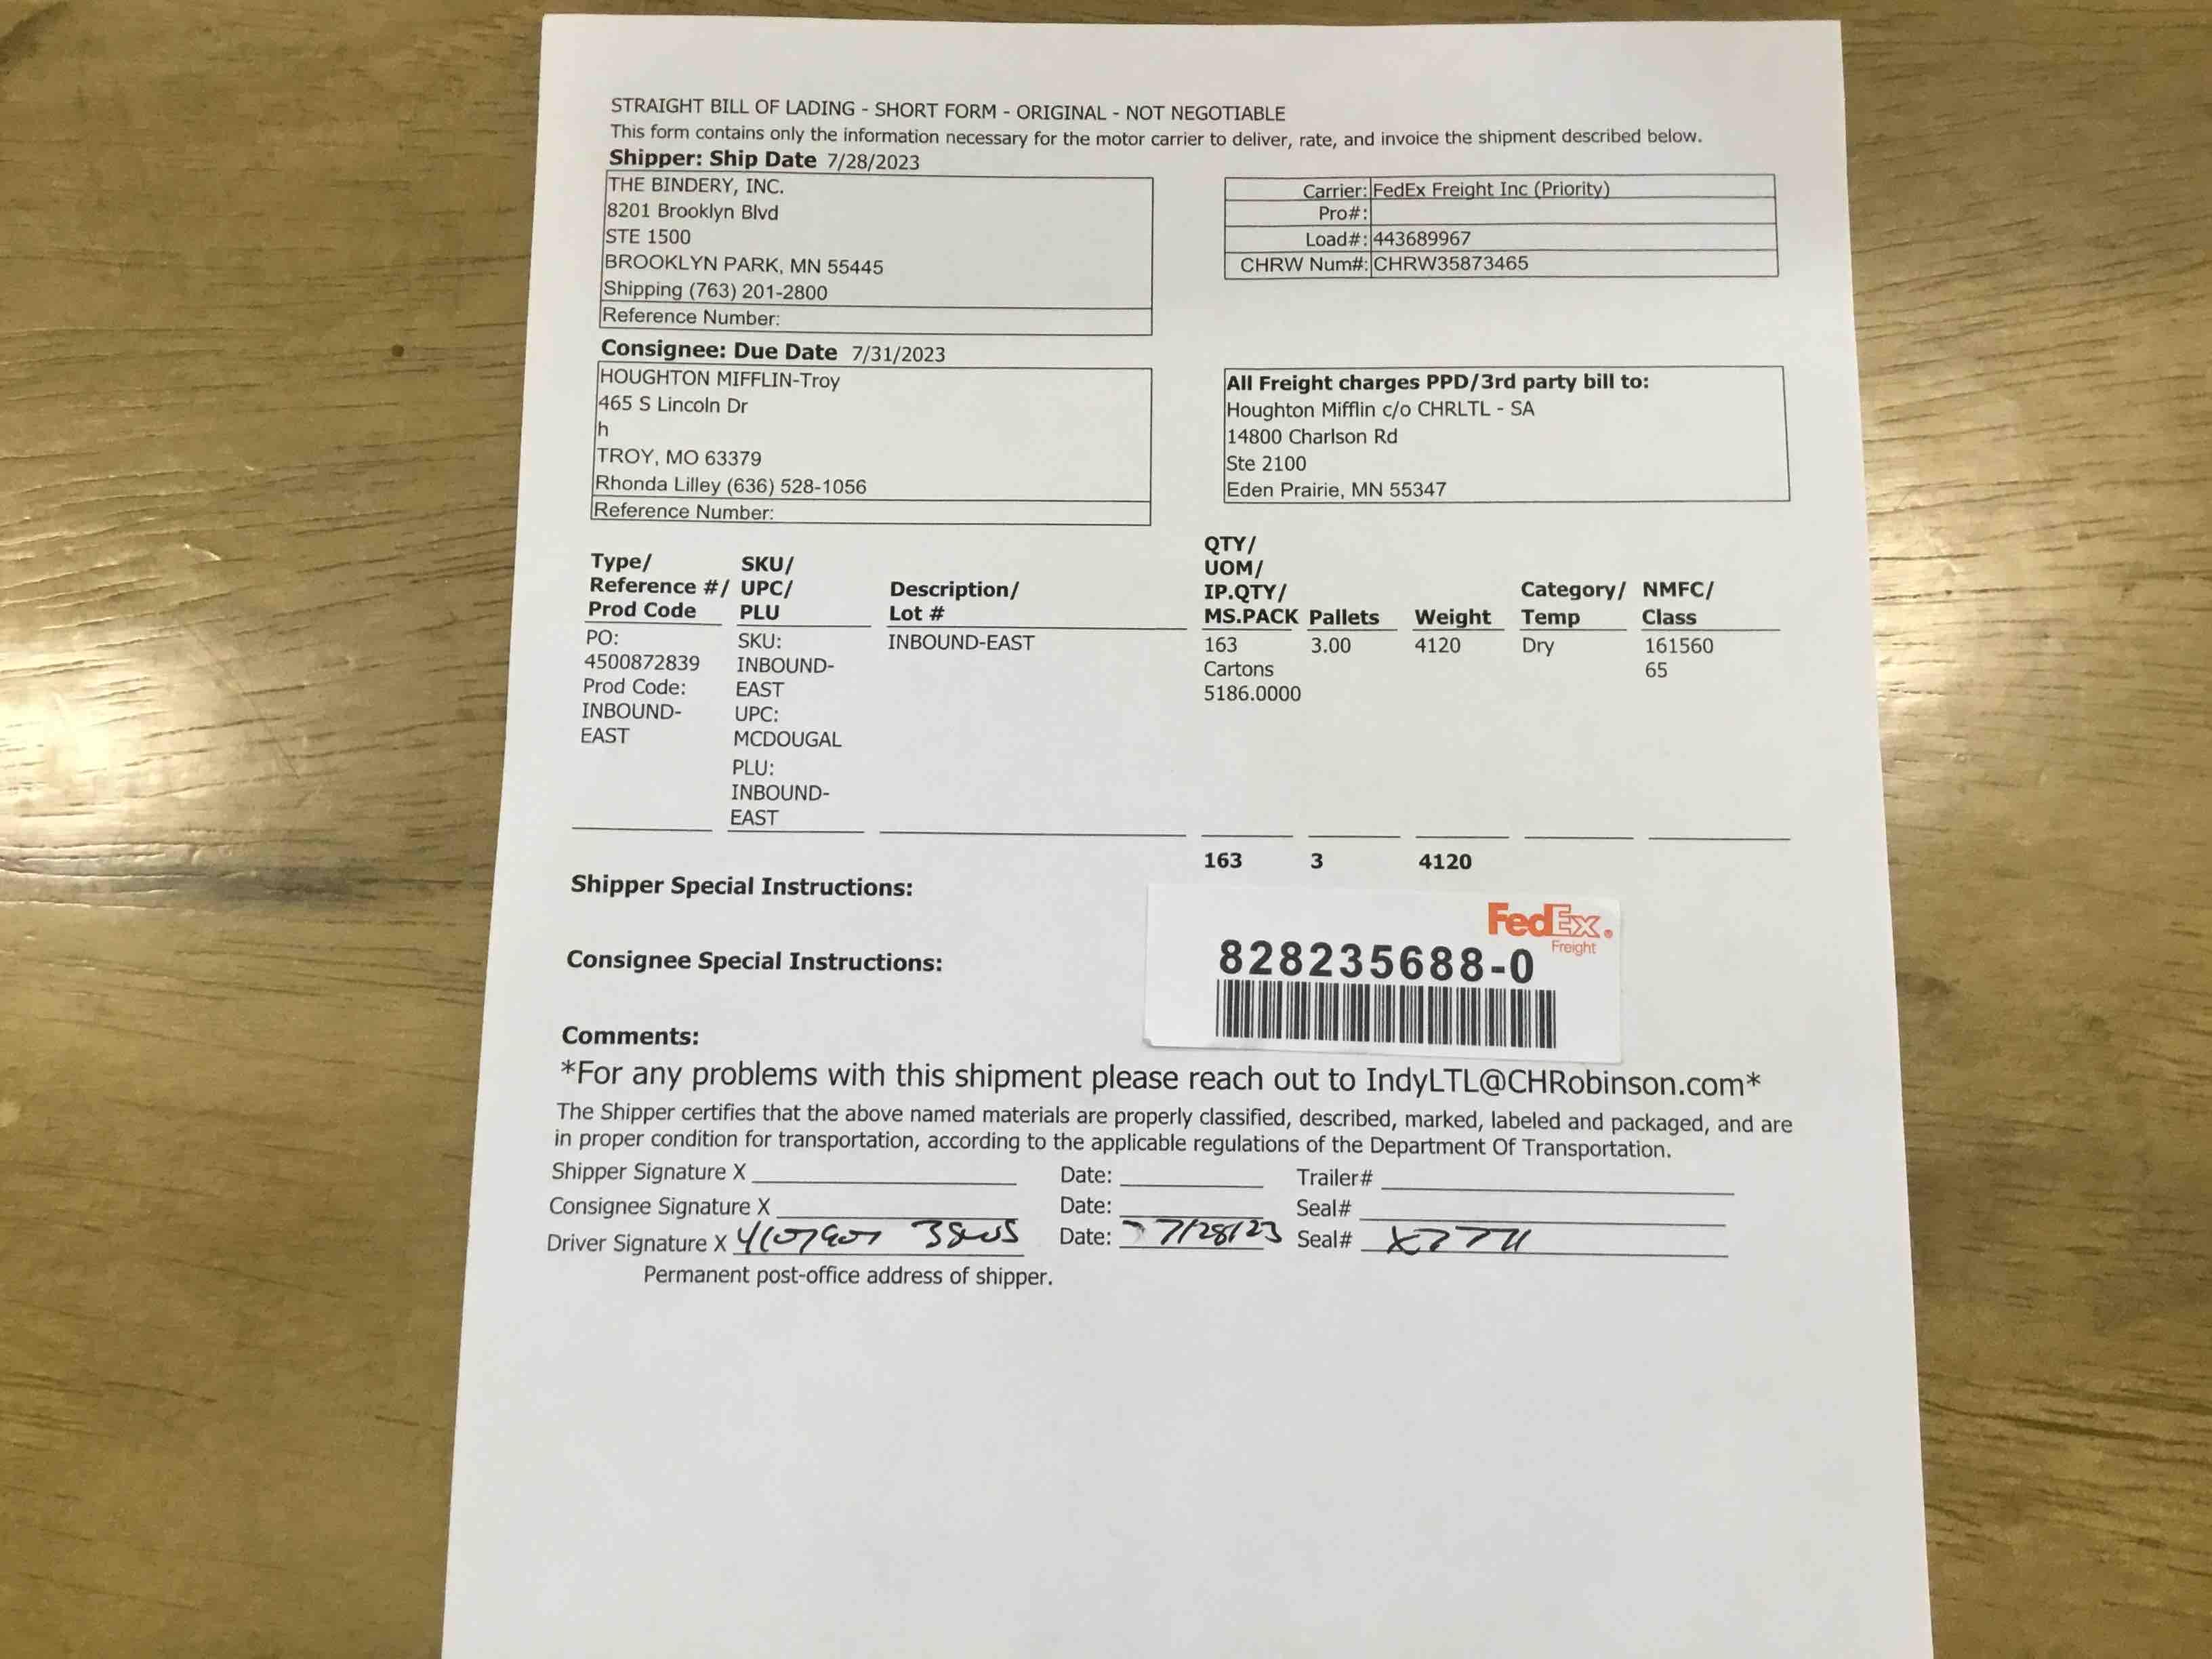 STRAIGHT BILL OF LADING - SHORT FORM - ORIGINAL - NOT NEGOTIABLE
This form contains only the information necessary for the motor carrier to deliver, rate, and invoice the shipment described below.
Shipper: Ship Date 7/28/2023
THE BINDERY, INC.
8201 Brooklyn Blvd
STE 1500
BROOKLYN PARK, MN 55445
Shipping (763) 201-2800
Reference Number:
Carrier: FedEx Freight Inc (Priority)
Pro#:
Load#: 443689967
CHRW Num#: CHRW35873465
Consignee: Due Date 7/31/2023
HOUGHTON MIFFLIN-Troy
465 S Lincoln Dr
h
TROY, MO 63379
Rhonda Lilley (636) 528-1056
Reference Number:
All Freight charges PPD/3rd party bill to:
Houghton Mifflin c/o CHRLTL - SA
14800 Charlson Rd
Ste 2100
Eden Prairie, MN 55347
Type/
Reference #/
Prod Code
SKU/
UPC/
PLU
Description/
Lot #
QTY/
UOM/
IP.QTY/
MS.PACK
Pallets
Weight
Category/
Temp
NMFC/
Class
PO:
4500872839
Prod Code:
INBOUND-
EAST
SKU:
INBOUND-
EAST
UPC:
MCDOUGAL
PLU:
INBOUND-
EAST
INBOUND-EAST
163
Cartons
5186.0000
3.00
4120
Dry
161560
65
163 3 4120
Shipper Special Instructions:
FedEx®
Freight
828235688-0
Consignee Special Instructions:
Comments:
*For any problems with this shipment please reach out to IndyLTL@CHRobinson.com*
The Shipper certifies that the above named materials are properly classified, described, marked, labeled and packaged, and are
in proper condition for transportation, according to the applicable regulations of the Department Of Transportation.
Shipper Signature X Date: Trailer#
Consignee Signature X Date: Seal#
Driver Signature X Date: 7/28/23 Seal#
Permanent post-office address of shipper.